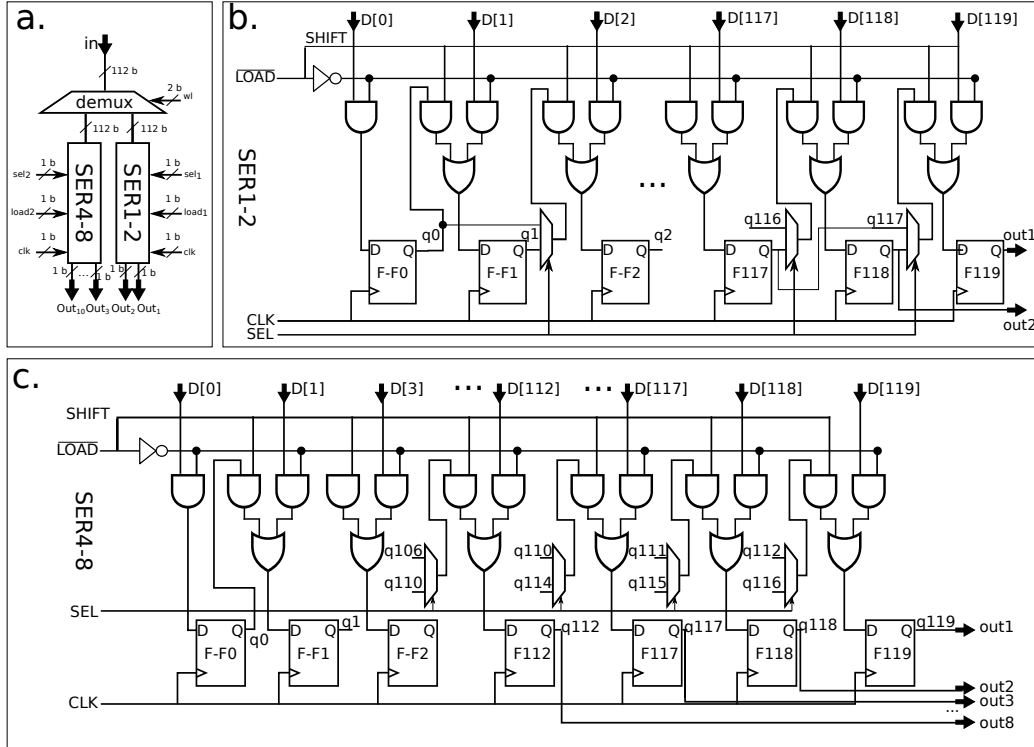 a.
in
112 b
demux
2 b
wl
112 b 112 b
SER4-8
SER1-2
1 b
sel2
1 b
sel1
1 b
load2
1 b
load1
1 b
clk
1 b
clk
1 b ... 1 b 1 b 1 b
Out10 Out3 Out2 Out1
b.
D[0] D[1] D[2] D[117] D[118] D[119]
SHIFT
LOAD
SER1-2
...
q0 q1 q2 q116 q117
D Q D Q D Q D Q D Q D Q
F-F0 F-F1 F-F2 F117 F118 F119
out1
out2
CLK
SEL
c.
D[0] D[1] D[3] ... D[112] ... D[117] D[118] D[119]
SHIFT
LOAD
SER4-8
q106 q110 q111 q112
q110 q114 q115 q116
SEL
D Q D Q D Q D Q D Q D Q D Q
q0 q1 q112 q117 q118 q119
F-F0 F-F1 F-F2 F112 F117 F118 F119
out1
out2
CLK
out3
...
out8